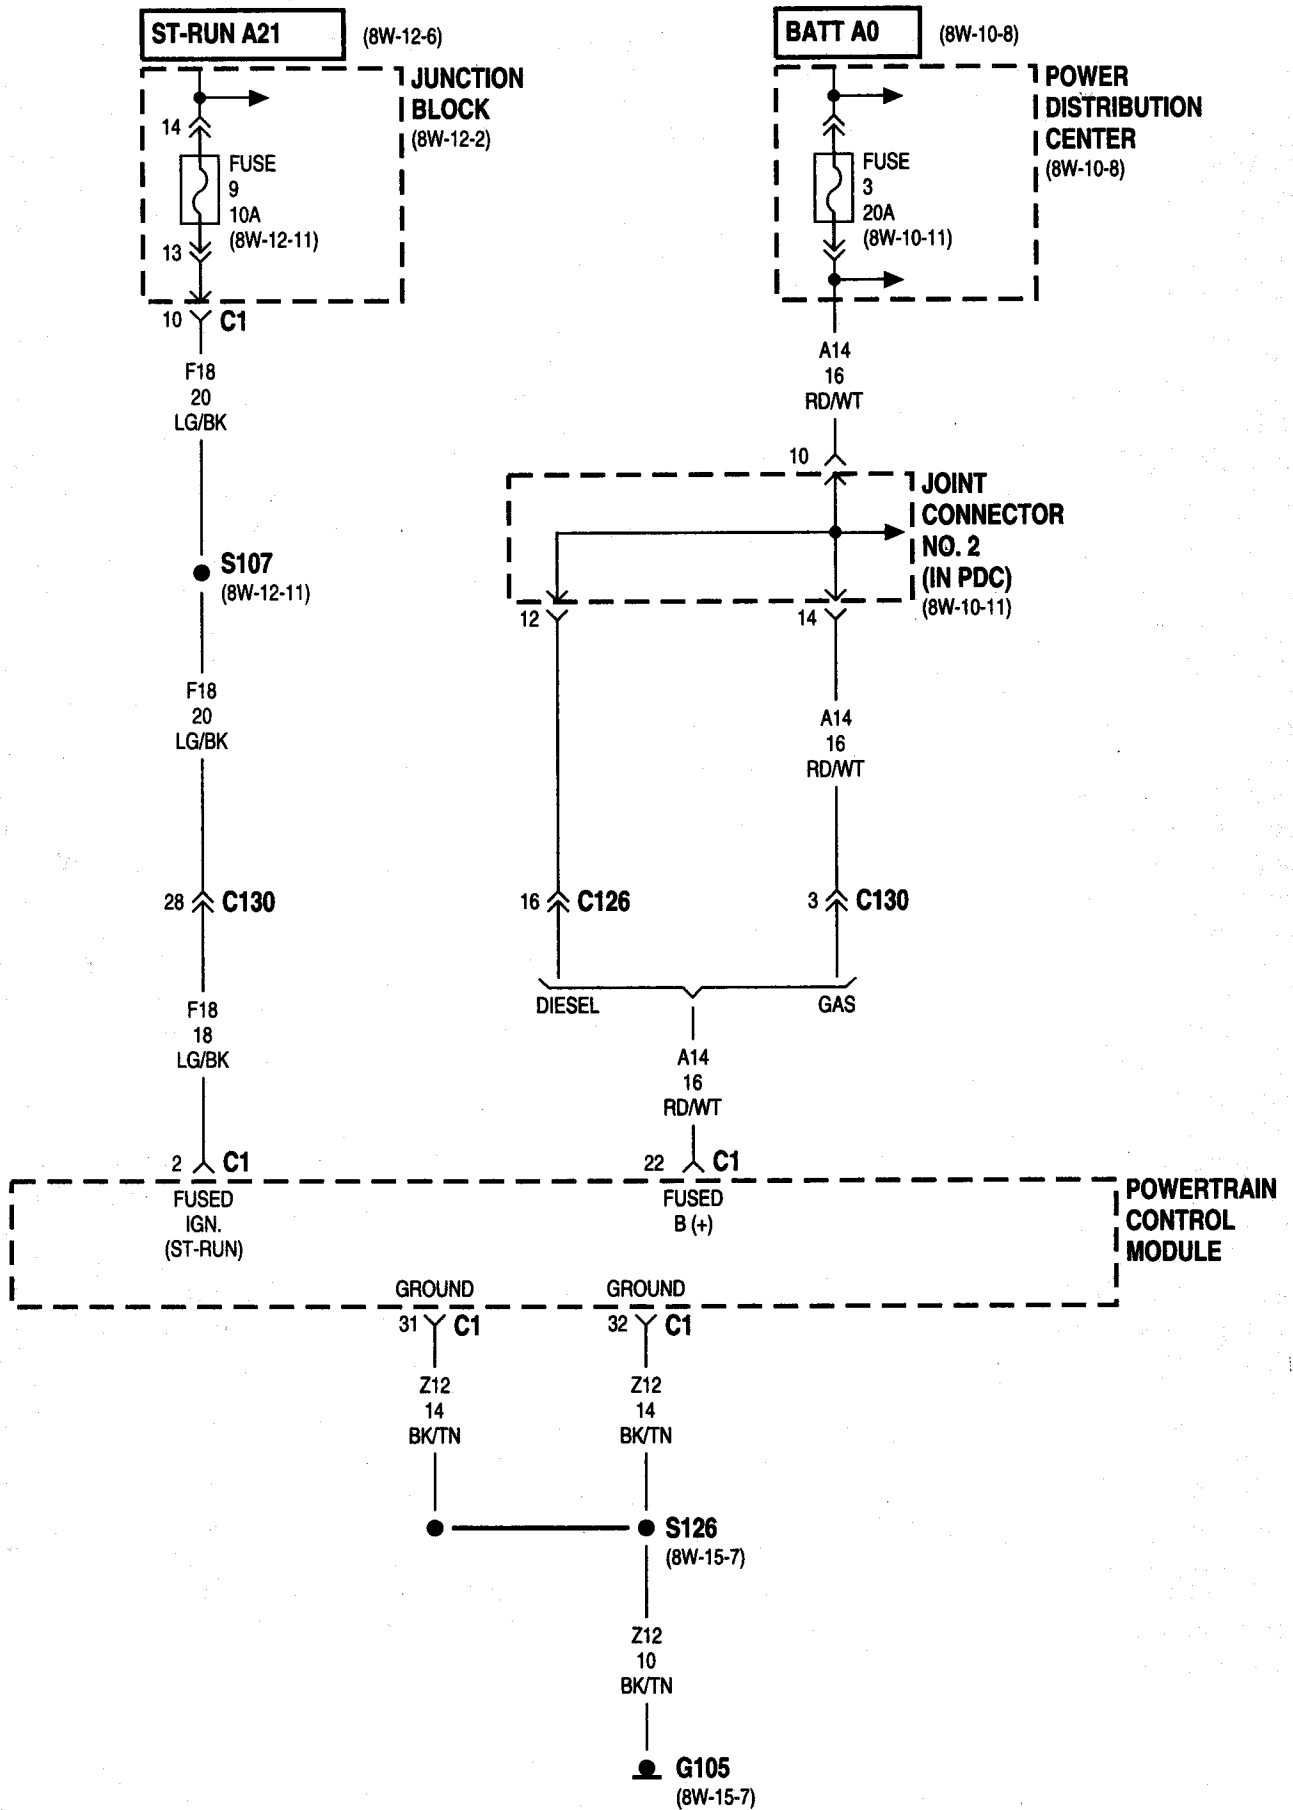 ST-RUN A21
(8W-12-6)
BATT A0
(8W-10-8)
JUNCTION
BLOCK
(8W-12-2)
14
FUSE
9
10A
(8W-12-11)
13
10
C1
POWER
DISTRIBUTION
CENTER
(8W-10-8)
FUSE
3
20A
(8W-10-11)
F18
20
LG/BK
A14
16
RD/WT
10
JOINT
CONNECTOR
NO. 2
(IN PDC)
(8W-10-11)
S107
(8W-12-11)
12
14
F18
20
LG/BK
A14
16
RD/WT
28
C130
16
C126
3
C130
DIESEL
GAS
F18
18
LG/BK
A14
16
RD/WT
2
C1
22
C1
FUSED
IGN.
(ST-RUN)
FUSED
B (+)
POWERTRAIN
CONTROL
MODULE
GROUND
GROUND
31
C1
32
C1
Z12
14
BK/TN
Z12
14
BK/TN
S126
(8W-15-7)
Z12
10
BK/TN
G105
(8W-15-7)